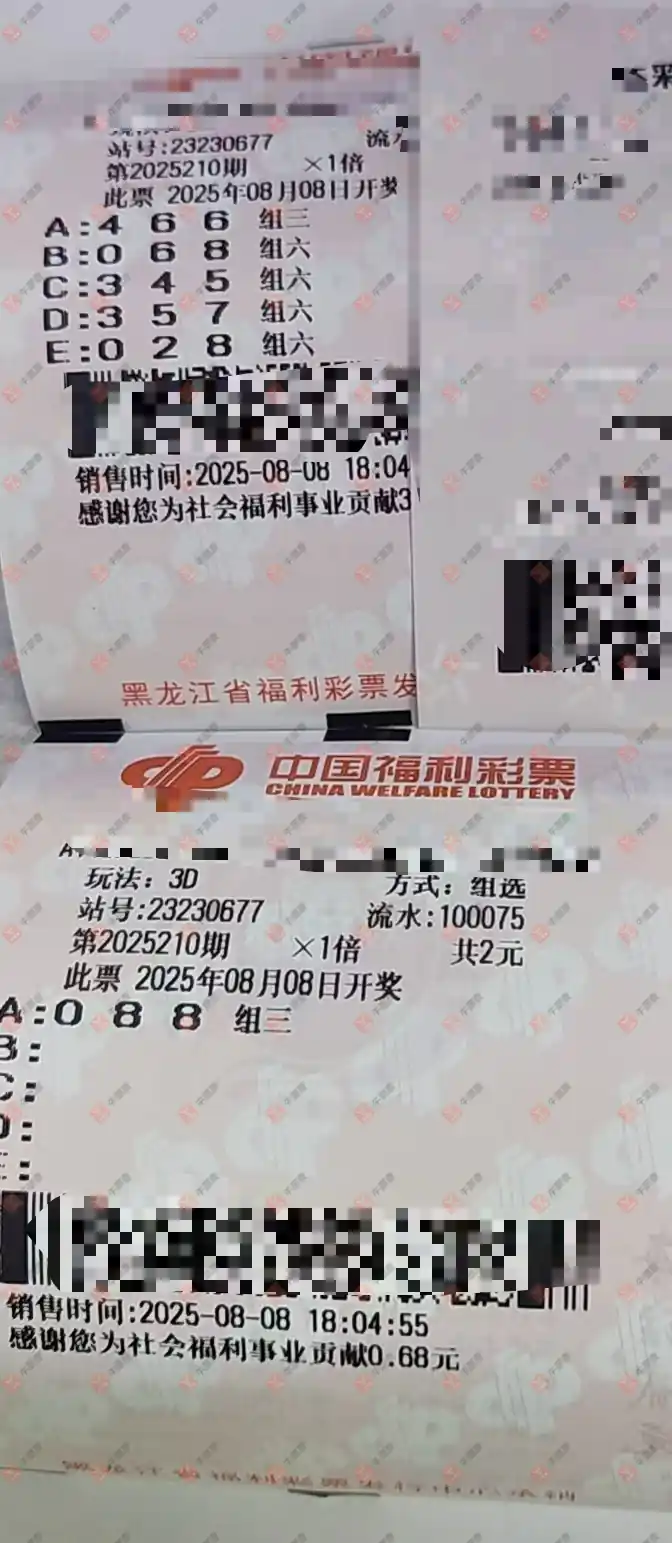 站号:23230677 流水
第2025210期 ×1倍
此票 2025年08月08日开奖
A:4 6 6 组三
B:0 6 8 组六
C:3 4 5 组六
D:3 5 7 组六
E:0 2 8 组六
销售时间:2025-08-08 18:04
感谢您为社会福利事业贡献3
黑龙江省福利彩票发
彩
中国福利彩票
CHINA WELFARE LOTTERY
玩法: 3D 方式: 组选
站号:23230677 流水:100075
第2025210期 ×1倍 共2元
此票 2025年08月08日开奖
A:0 8 8 组三
B:
C:
D:
E:
销售时间:2025-08-08 18:04:55
感谢您为社会福利事业贡献0.68元